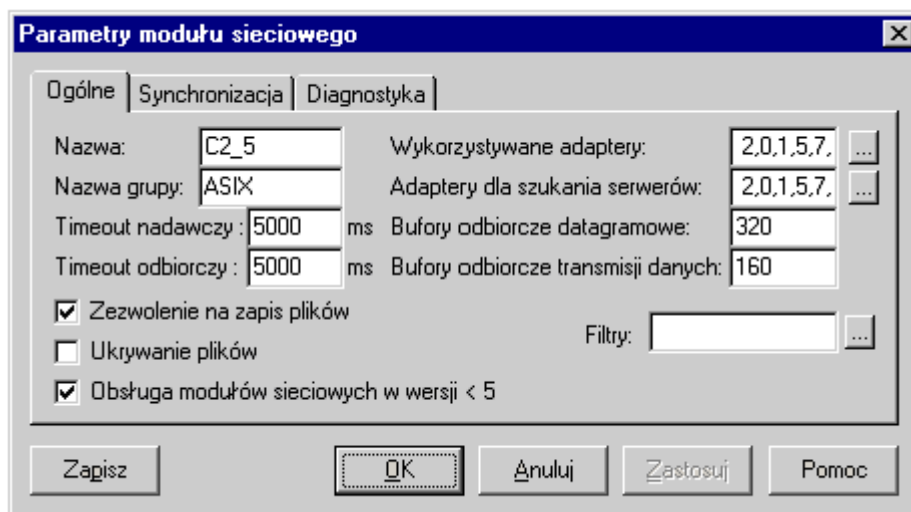 Parametry modułu sieciowego
Ogólne Synchronizacja Diagnostyka
Nazwa: C2_5 Wykorzystywane adaptery: 2,0,1,5,7, ...
Nazwa grupy: ASIX Adaptery dla szukania serwerów: 2,0,1,5,7, ...
Timeout nadawczy : 5000 ms Bufory odbiorcze datagramowe: 320
Timeout odbiorczy : 5000 ms Bufory odbiorcze transmisji danych: 160
Zezwolenie na zapis plików
Filtry: ...
Ukrywanie plików
Obsługa modułów sieciowych w wersji < 5
Zapisz OK Anuluj Zastosuj Pomoc